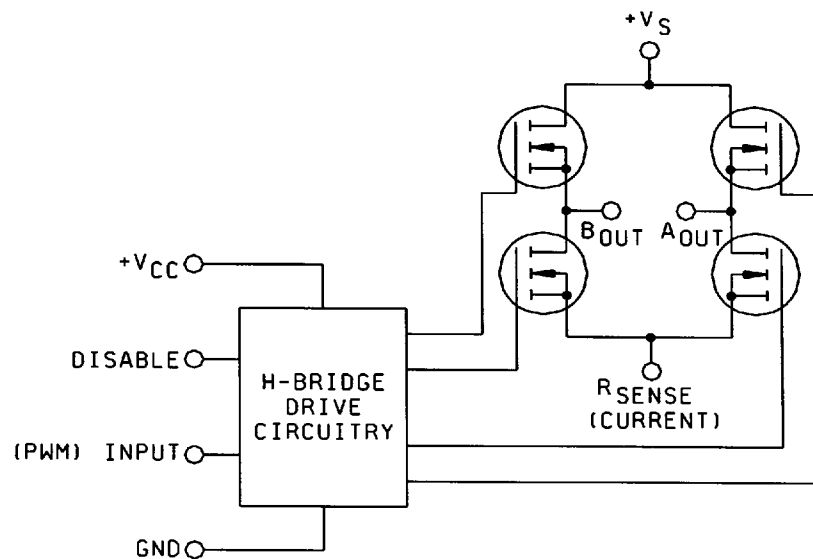 +VS
BOUT AOUT
+VCC
DISABLE
H-BRIDGE
DRIVE
CIRCUITRY
RSENSE
(CURRENT)
(PWM) INPUT
GND